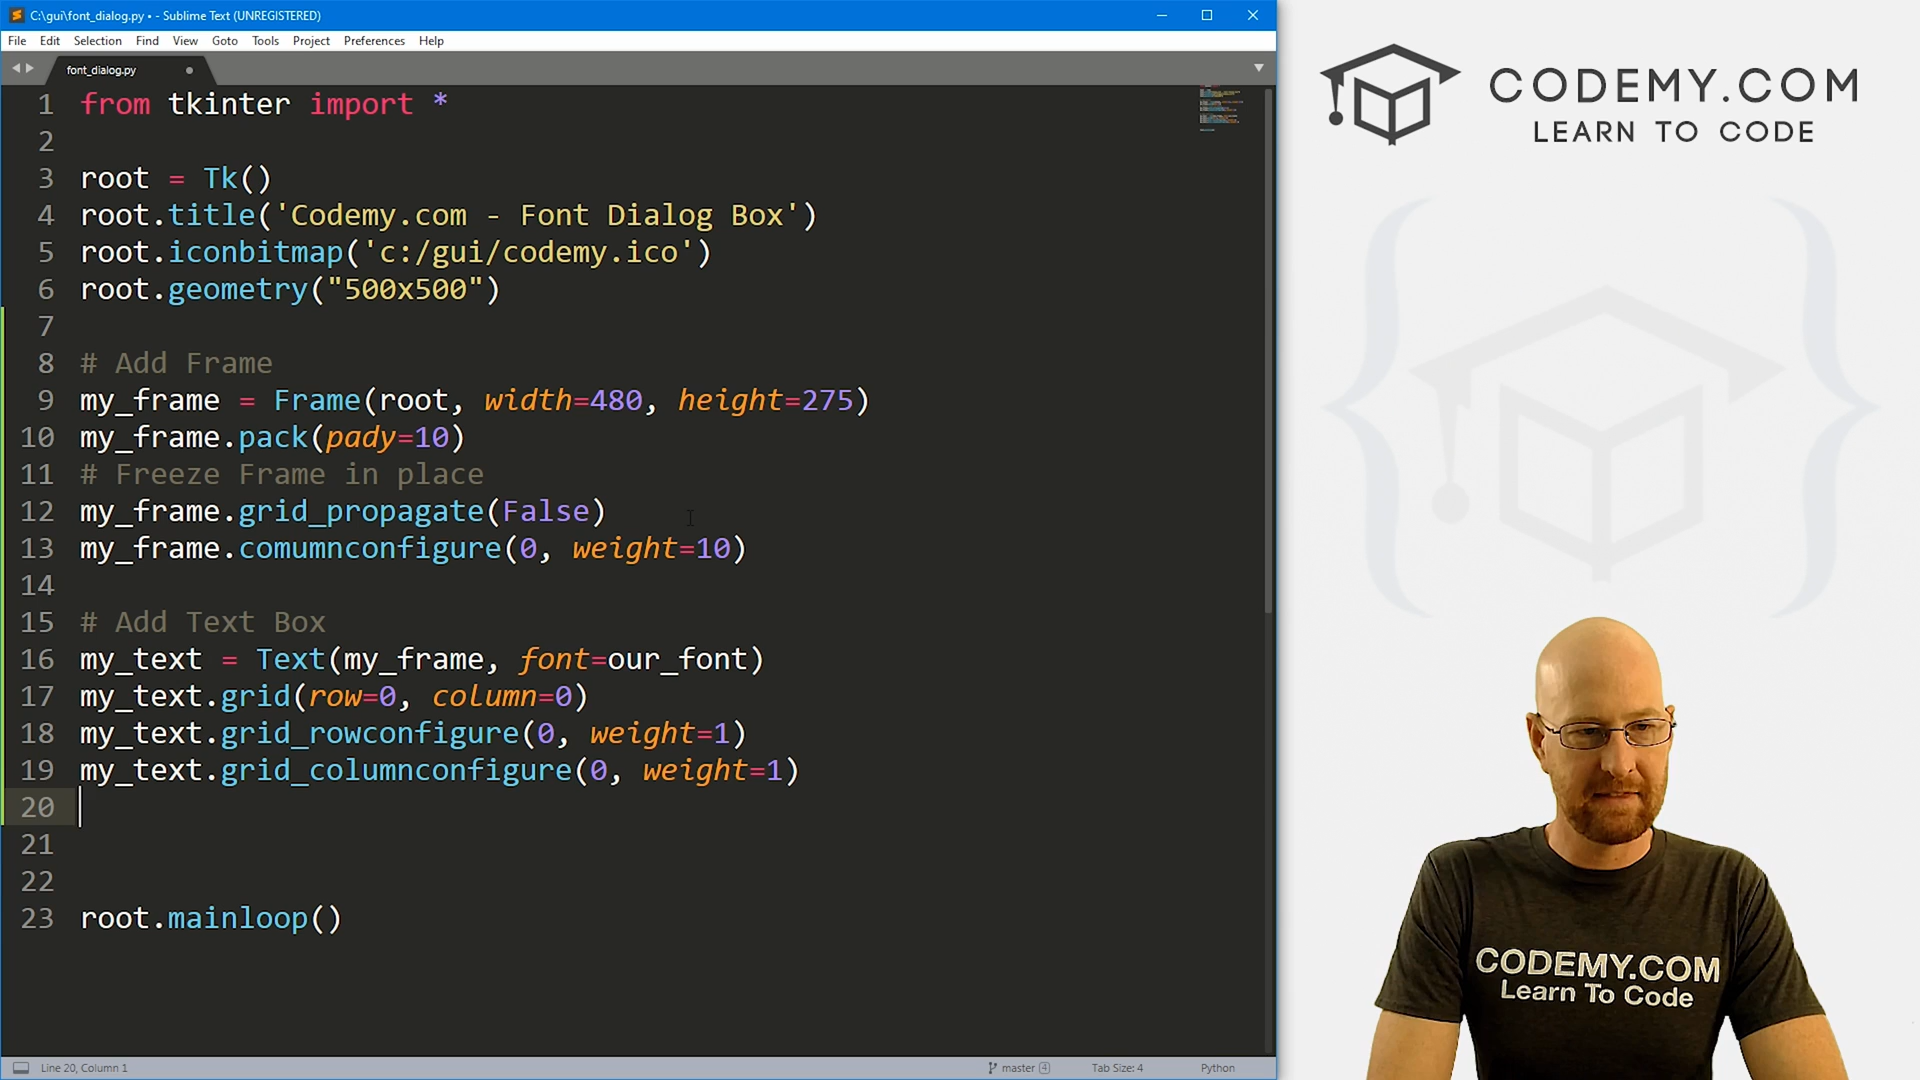 C:\gui\font_dialog.py • - Sublime Text (UNREGISTERED)
File Edit Selection Find View Goto Tools Project Preferences Help
font_dialog.py
1 from tkinter import *
2
3 root = Tk()
4 root.title('Codemy.com - Font Dialog Box')
5 root.iconbitmap('c:/gui/codemy.ico')
6 root.geometry("500x500")
7
8 # Add Frame
9 my_frame = Frame(root, width=480, height=275)
10 my_frame.pack(pady=10)
11 # Freeze Frame in place
12 my_frame.grid_propagate(False)
13 my_frame.comumnconfigure(0, weight=10)
14
15 # Add Text Box
16 my_text = Text(my_frame, font=our_font)
17 my_text.grid(row=0, column=0)
18 my_text.grid_rowconfigure(0, weight=1)
19 my_text.grid_columnconfigure(0, weight=1)
20
21
22
23 root.mainloop()
Line 20, Column 1 master 4 Tab Size: 4 Python
CODEMY.COM
LEARN TO CODE
CODEMY.COM
Learn To Code